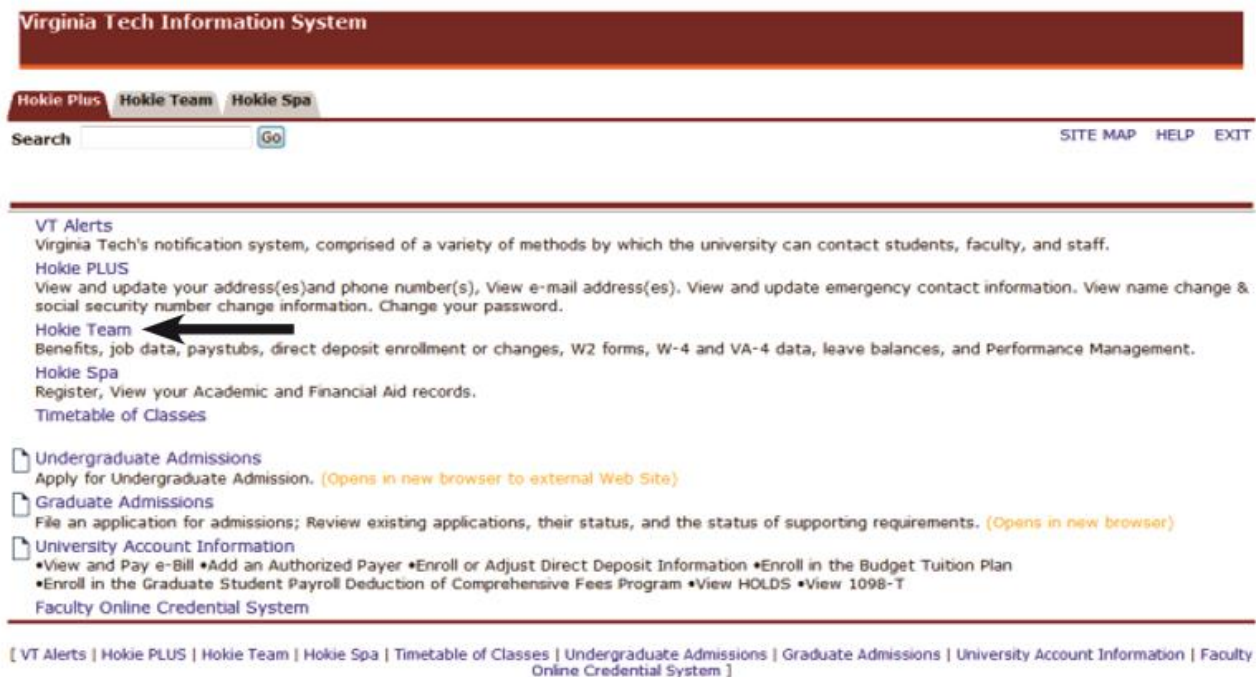 Virginia Tech Information System
Hokie Plus Hokie Team Hokie Spa
Search Go SITE MAP HELP EXIT
VT Alerts
Virginia Tech's notification system, comprised of a variety of methods by which the university can contact students, faculty, and staff.
Hokie PLUS
View and update your address(es)and phone number(s), View e-mail address(es). View and update emergency contact information. View name change &
social security number change information. Change your password.
Hokie Team
Benefits, job data, paystubs, direct deposit enrollment or changes, W2 forms, W-4 and VA-4 data, leave balances, and Performance Management.
Hokie Spa
Register, View your Academic and Financial Aid records.
Timetable of Classes
Undergraduate Admissions
Apply for Undergraduate Admission. (Opens in new browser to external Web Site)
Graduate Admissions
File an application for admissions; Review existing applications, their status, and the status of supporting requirements. (Opens in new browser)
University Account Information
•View and Pay e-Bill •Add an Authorized Payer •Enroll or Adjust Direct Deposit Information •Enroll in the Budget Tuition Plan
•Enroll in the Graduate Student Payroll Deduction of Comprehensive Fees Program •View HOLDS •View 1098-T
Faculty Online Credential System
[ VT Alerts | Hokie PLUS | Hokie Team | Hokie Spa | Timetable of Classes | Undergraduate Admissions | Graduate Admissions | University Account Information | Faculty
Online Credential System ]